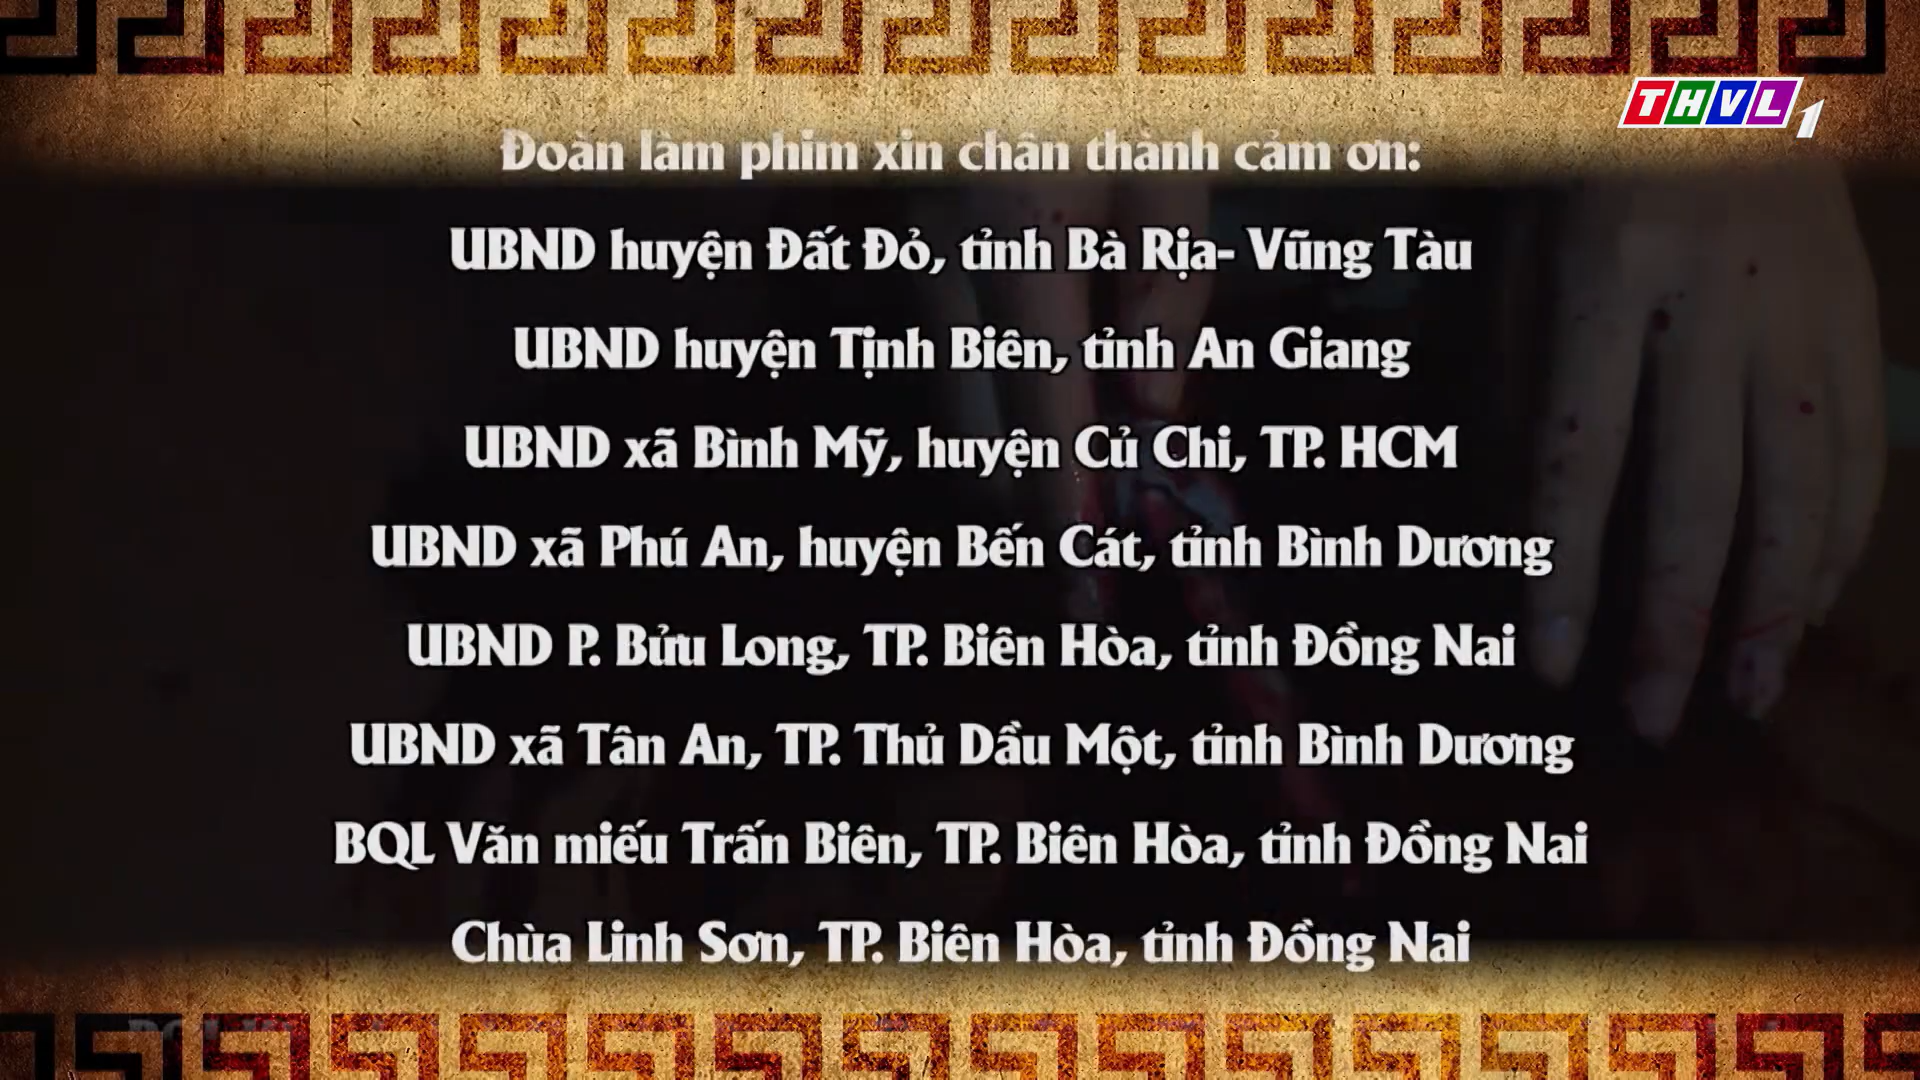 THVL 1
Đoàn làm phim xin chân thành cảm ơn:
UBND huyện Đất Đỏ, tỉnh Bà Rịa- Vũng Tàu
UBND huyện Tịnh Biên, tỉnh An Giang
UBND xã Bình Mỹ, huyện Củ Chi, TP. HCM
UBND xã Phú An, huyện Bến Cát, tỉnh Bình Dương
UBND P. Bửu Long, TP. Biên Hòa, tỉnh Đồng Nai
UBND xã Tân An, TP. Thủ Dầu Một, tỉnh Bình Dương
BQL Văn miếu Trấn Biên, TP. Biên Hòa, tỉnh Đồng Nai
Chùa Linh Sơn, TP. Biên Hòa, tỉnh Đồng Nai